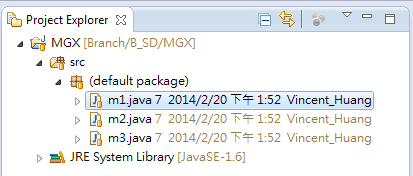 Project Explorer
MGX [Branch/B_SD/MGX]
src
(default package)
m1.java 7 2014/2/20 下午 1:52 Vincent_Huang
m2.java 7 2014/2/20 下午 1:52 Vincent_Huang
m3.java 7 2014/2/20 下午 1:52 Vincent_Huang
JRE System Library [JavaSE-1.6]